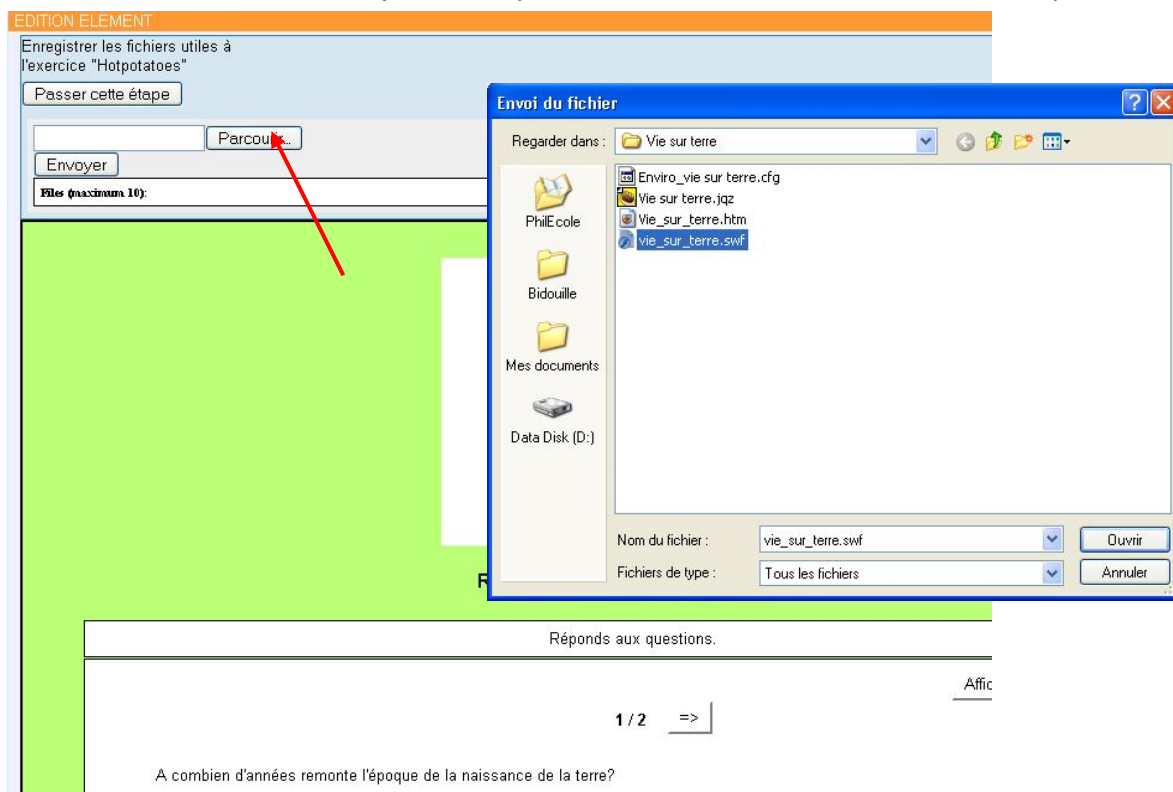 EDITION ELEMENT
Enregistrer les fichiers utiles à
l'exercice "Hotpotatoes"
Passer cette étape
Parcourir...
Envoyer
Files (maximum 10):
Envoi du fichier
Regarder dans :
Vie sur terre
PhilEcole
Bidouille
Mes documents
Data Disk (D:)
Enviro_vie sur terre.cfg
Vie sur terre.jqz
Vie_sur_terre.htm
vie_sur_terre.swf
Nom du fichier :
vie_sur_terre.swf
Ouvrir
Fichiers de type :
Tous les fichiers
Annuler
R
Réponds aux questions.
Affic
1 / 2 =>
A combien d'années remonte l'époque de la naissance de la terre?